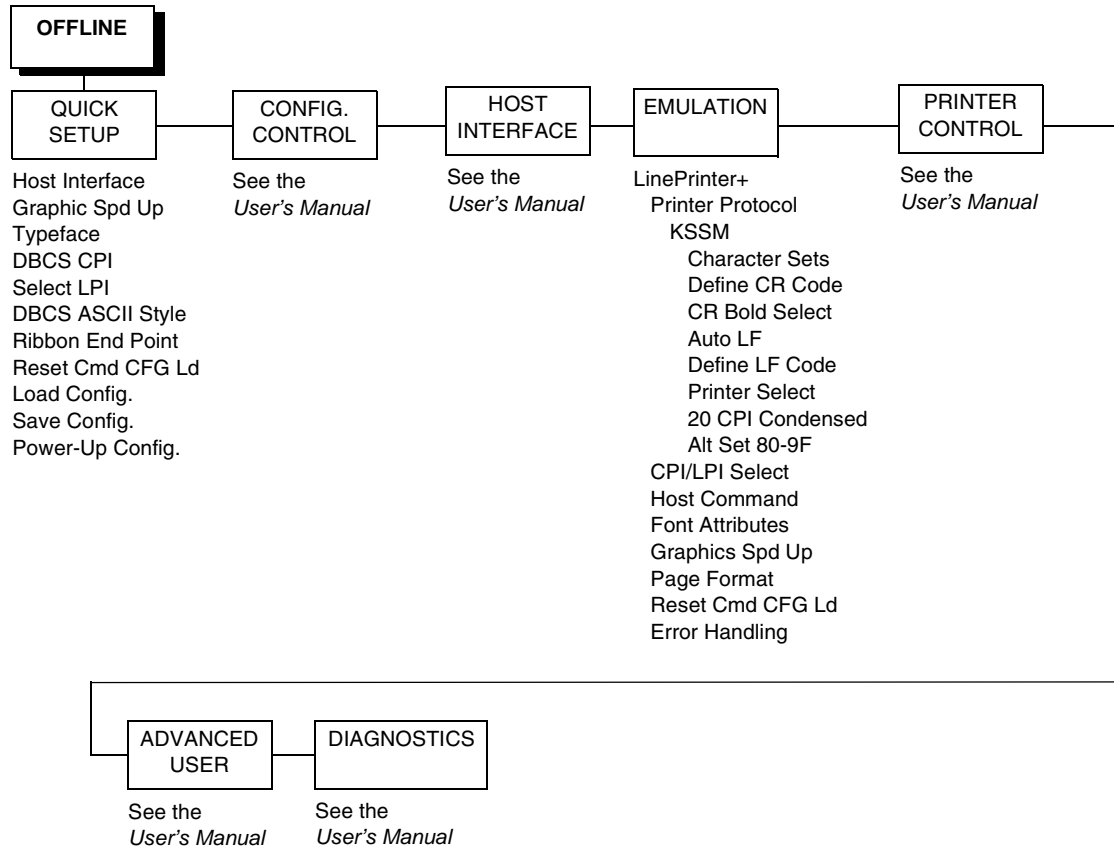 OFFLINE
QUICK
SETUP
CONFIG.
CONTROL
HOST
INTERFACE
EMULATION
PRINTER
CONTROL
Host Interface
Graphic Spd Up
Typeface
DBCS CPI
Select LPI
DBCS ASCII Style
Ribbon End Point
Reset Cmd CFG Ld
Load Config.
Save Config.
Power-Up Config.
See the
User's Manual
See the
User's Manual
LinePrinter+
Printer Protocol
KSSM
Character Sets
Define CR Code
CR Bold Select
Auto LF
Define LF Code
Printer Select
20 CPI Condensed
Alt Set 80-9F
CPI/LPI Select
Host Command
Font Attributes
Graphics Spd Up
Page Format
Reset Cmd CFG Ld
Error Handling
See the
User's Manual
ADVANCED
USER
DIAGNOSTICS
See the
User's Manual
See the
User's Manual